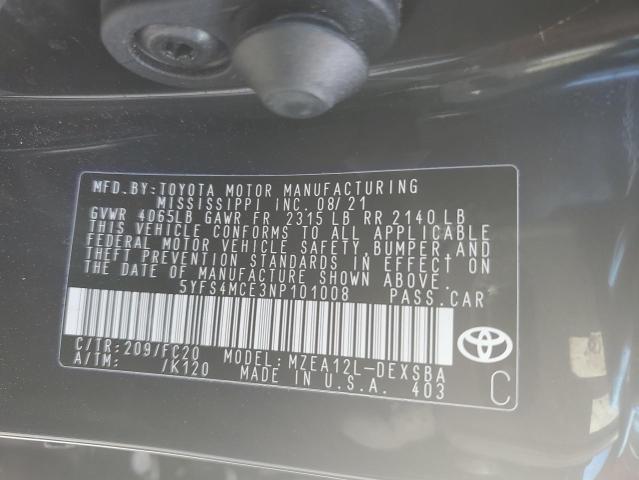 MFD.BY:TOYOTA MOTOR MANUFACTURING
MISSISSIPPI INC. 08/21
GVWR 4065LB GAWR FR 2315 LB RR 2140 LB
THIS VEHICLE CONFORMS TO ALL APPLICABLE
FEDERAL MOTOR VEHICLE SAFETY, BUMPER, AND
THEFT PREVENTION STANDARDS IN EFFECT ON
THE DATE OF MANUFACTURE SHOWN ABOVE.
5YFS4MCE3NP101008 PASS.CAR
C/TR:209/FC20 MODEL:MZEA12L-DEXSBA
A/TM: /K120 MADE IN U.S.A. 403
C